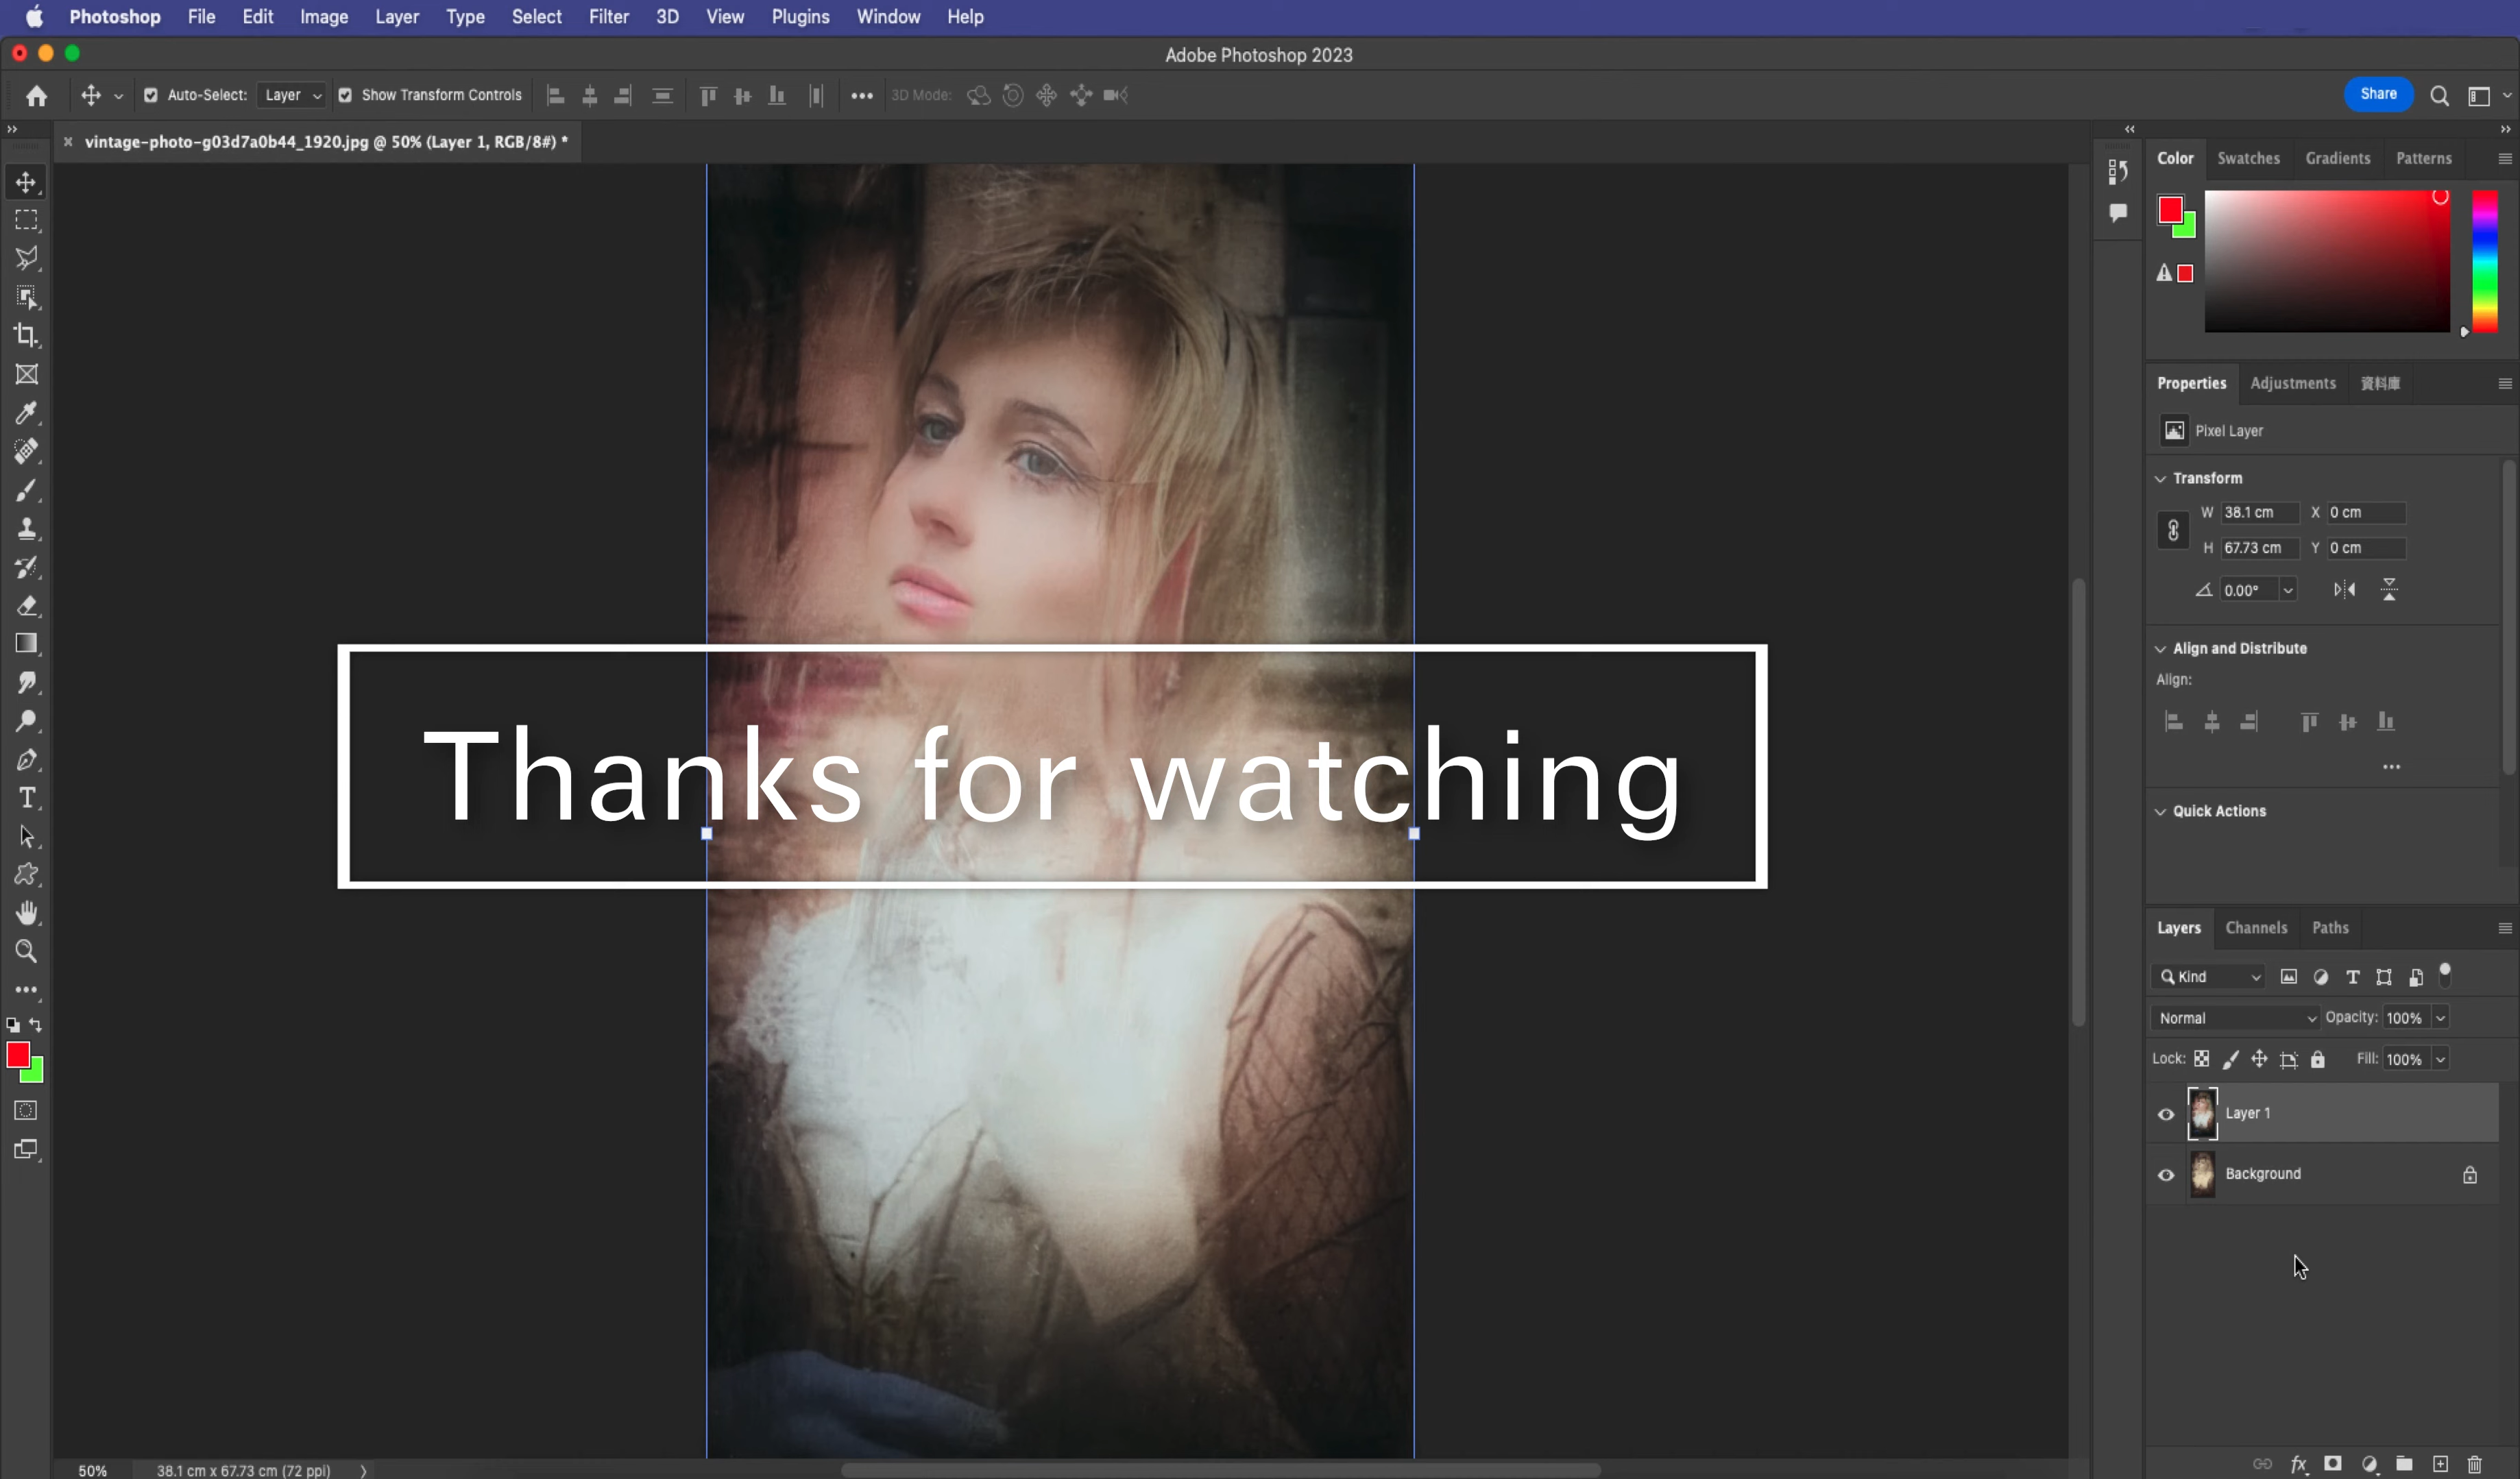 Photoshop File Edit Image Layer Type Select Filter 3D View Plugins Window Help
Adobe Photoshop 2023
Auto-Select: Layer Show Transform Controls 3D Mode: Share
vintage-photo-g03d7a0b44_1920.jpg @ 50% (Layer 1, RGB/8#) *
Color Swatches Gradients Patterns
Properties Adjustments 資料庫
Pixel Layer
Transform
W 38.1 cm X 0 cm
H 67.73 cm Y 0 cm
0.00°
Align and Distribute
Align:
Quick Actions
Thanks for watching
Layers Channels Paths
Kind
Normal Opacity: 100%
Lock: Fill: 100%
Layer 1
Background
50% 38.1 cm x 67.73 cm (72 ppi)